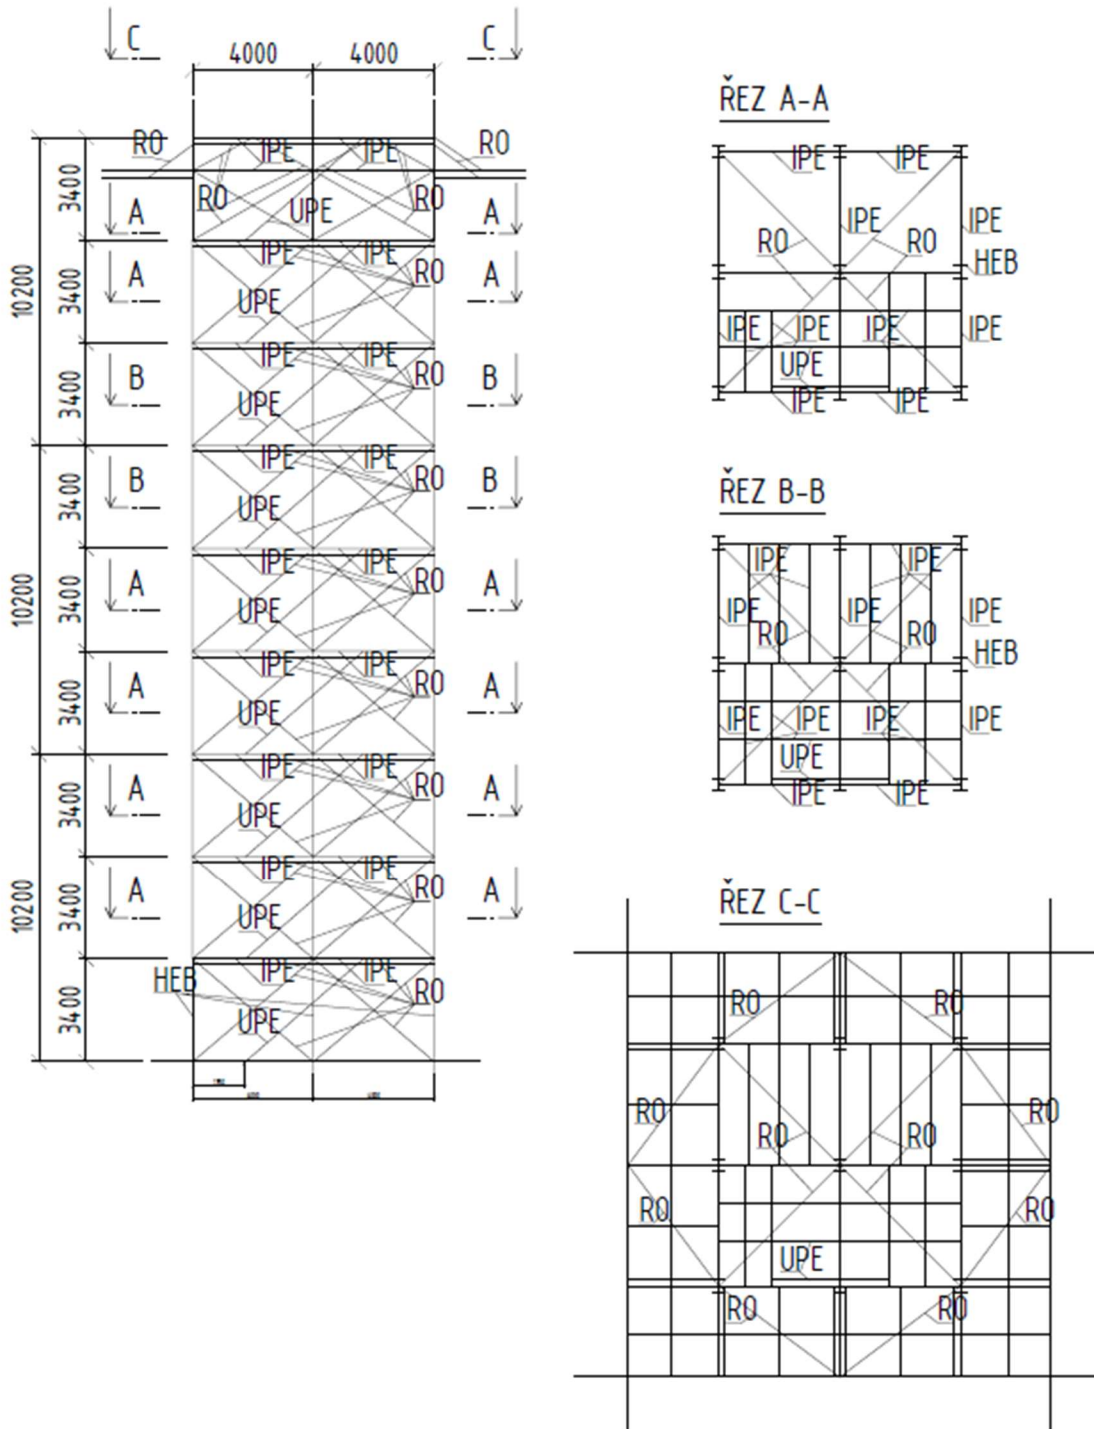 C C
4000 4000
RO IPE IPE RO
3400 RO UPE RO
A A
IPE IPE RO
A A
10200 3400 UPE
IPE IPE RO
B B
3400 UPE
IPE IPE RO
B B
3400 UPE
IPE IPE RO
A A
10200 3400 UPE
IPE IPE RO
A A
3400 UPE
IPE IPE RO
A A
3400 UPE
IPE IPE RO
A A
10200 3400 UPE
HEB IPE IPE RO
3400 UPE
ŘEZ A-A
IPE IPE
IPE IPE
RO RO
HEB
IPE IPE IPE IPE
UPE
IPE IPE
ŘEZ B-B
IPE IPE
IPE IPE IPE
RO RO
HEB
IPE IPE IPE IPE
UPE
IPE IPE
ŘEZ C-C
RO RO
RO RO
RO RO
RO RO
UPE
RO RO